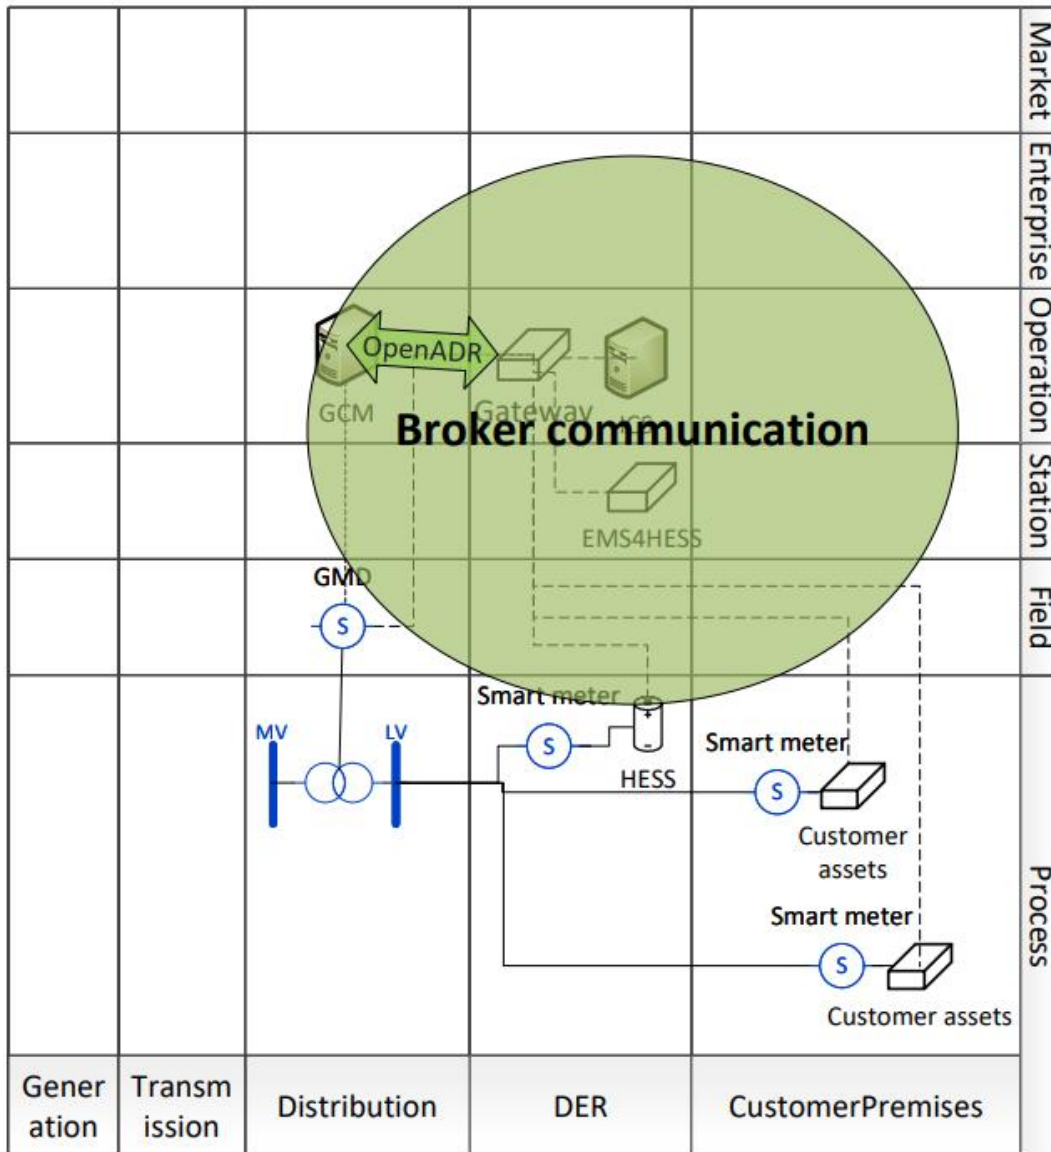 Market
Enterprise
Operation
OpenADR
GCM
Gateway
ICS
Broker communication
Station
EMS4HESS
Field
GMD
S
Smart meter
MV
LV
S
+
-
HESS
Smart meter
S
Customer
assets
Process
Smart meter
S
Customer assets
Gener
ation
Transm
ission
Distribution
DER
CustomerPremises